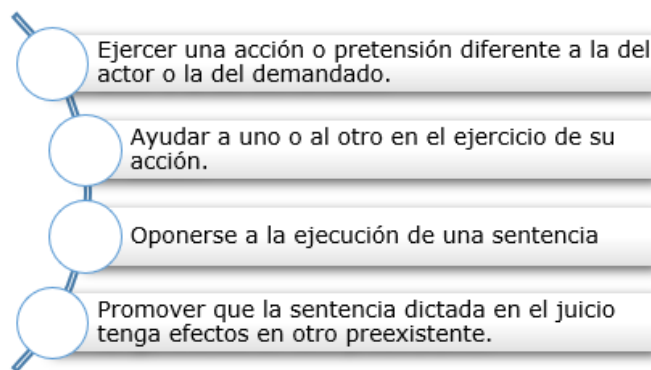 Ejercer una acción o pretensión diferente a la del
actor o la del demandado.
Ayudar a uno o al otro en el ejercicio de su
acción.
Oponerse a la ejecución de una sentencia
Promover que la sentencia dictada en el juicio
tenga efectos en otro preexistente.